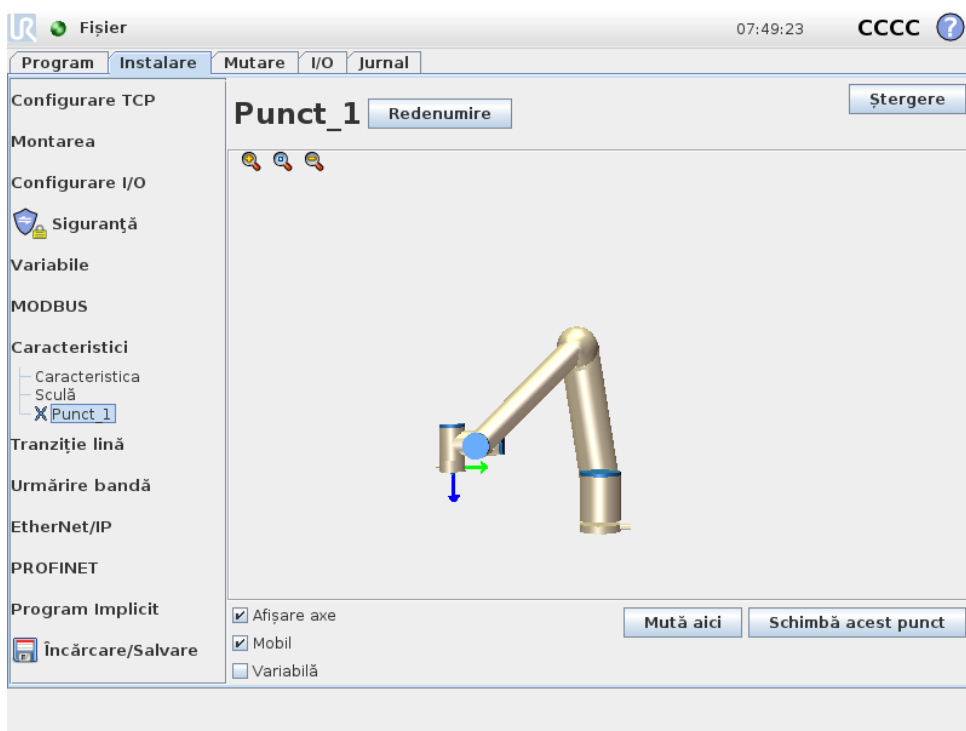 UR Fișier 07:49:23 CCCC ?
Program Instalare Mutare I/O Jurnal
Configurare TCP
Montarea
Configurare I/O
Siguranţă
Variabile
MODBUS
Caracteristici
Caracteristica
Sculă
Punct_1
Tranziție lină
Urmărire bandă
EtherNet/IP
PROFINET
Program Implicit
Încărcare/Salvare
Punct_1 Redenumire Ștergere
Afișare axe
Mobil
Variabilă
Mută aici Schimbă acest punct